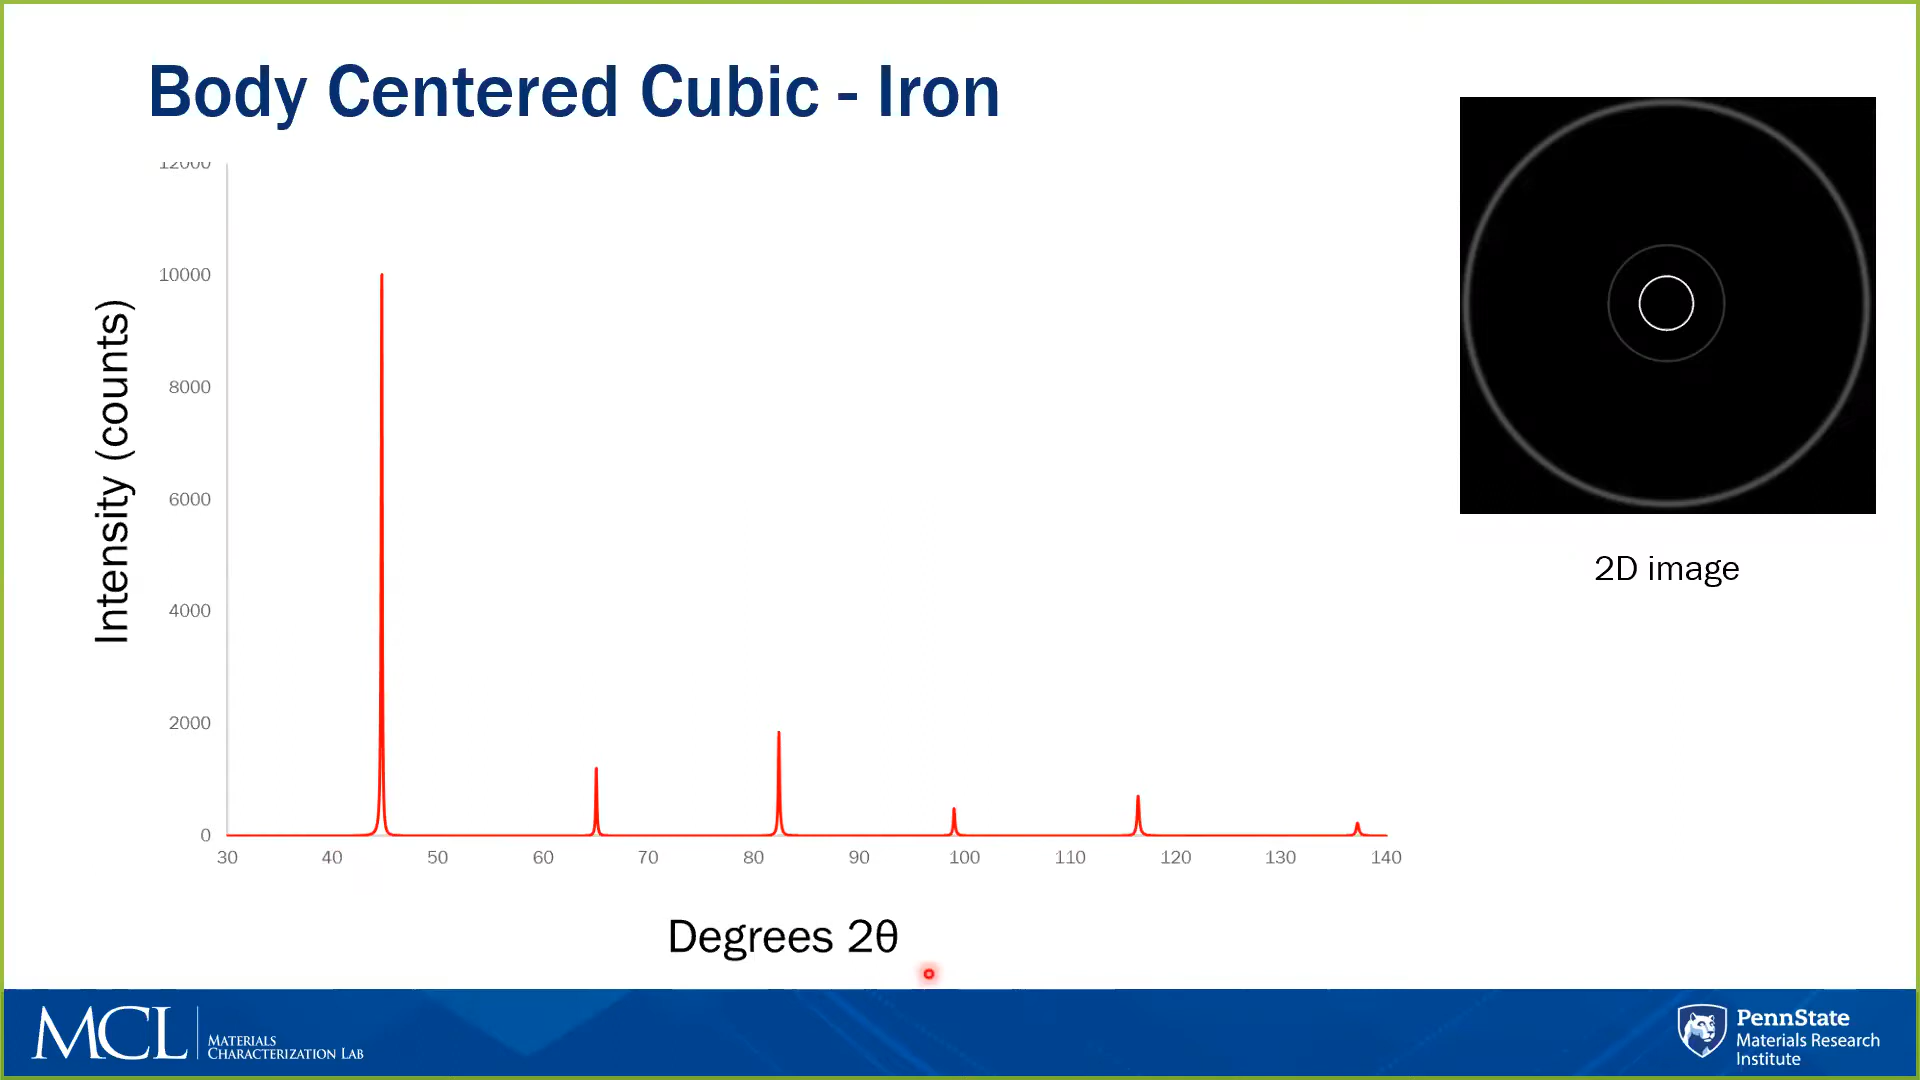 Body Centered Cubic - Iron
12000
10000
8000
6000
4000
2000
0
Intensity (counts)
30 40 50 60 70 80 90 100 110 120 130 140
Degrees 2θ
2D image
MCL
MATERIALS
CHARACTERIZATION LAB
PennState
Materials Research
Institute